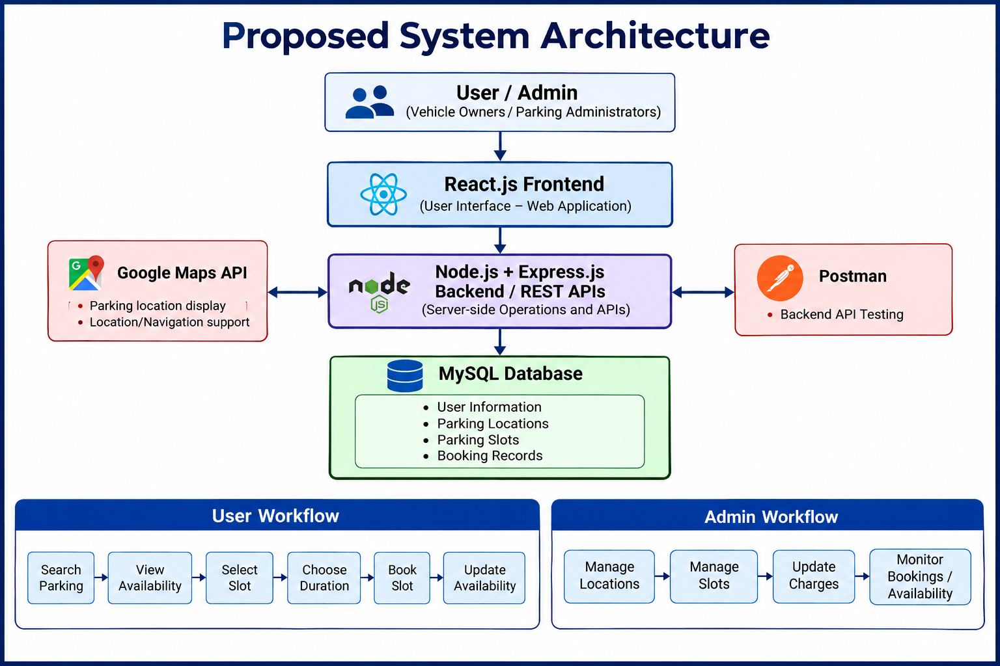 Proposed System Architecture
User / Admin
(Vehicle Owners / Parking Administrators)
React.js Frontend
(User Interface – Web Application)
G
Google Maps API
• Parking location display
• Location/Navigation support
node
JS
Node.js + Express.js
Backend / REST APIs
(Server-side Operations and APIs)
Postman
• Backend API Testing
MySQL Database
• User Information
• Parking Locations
• Parking Slots
• Booking Records
User Workflow
Search
Parking
View
Availability
Select
Slot
Choose
Duration
Book
Slot
Update
Availability
Admin Workflow
Manage
Locations
Manage
Slots
Update
Charges
Monitor
Bookings /
Availability